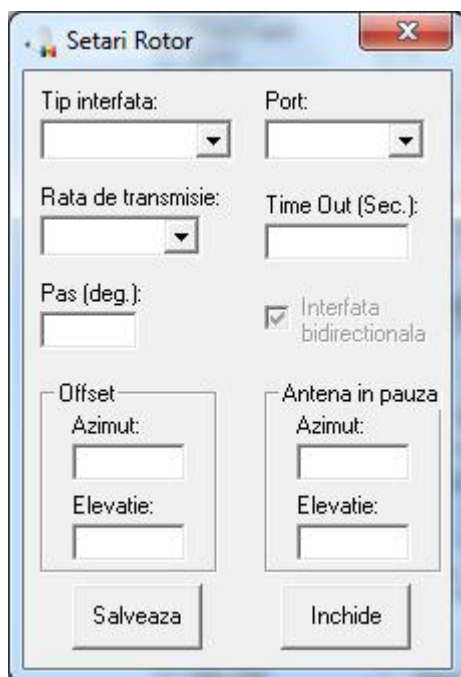 Setari Rotor
Tip interfata: Port:
Rata de transmisie: Time Out (Sec.):
Pas (deg.):
Interfata
bidirectionala
Offset
Azimut:
Elevatie:
Antena in pauza
Azimut:
Elevatie:
Salveaza Inchide